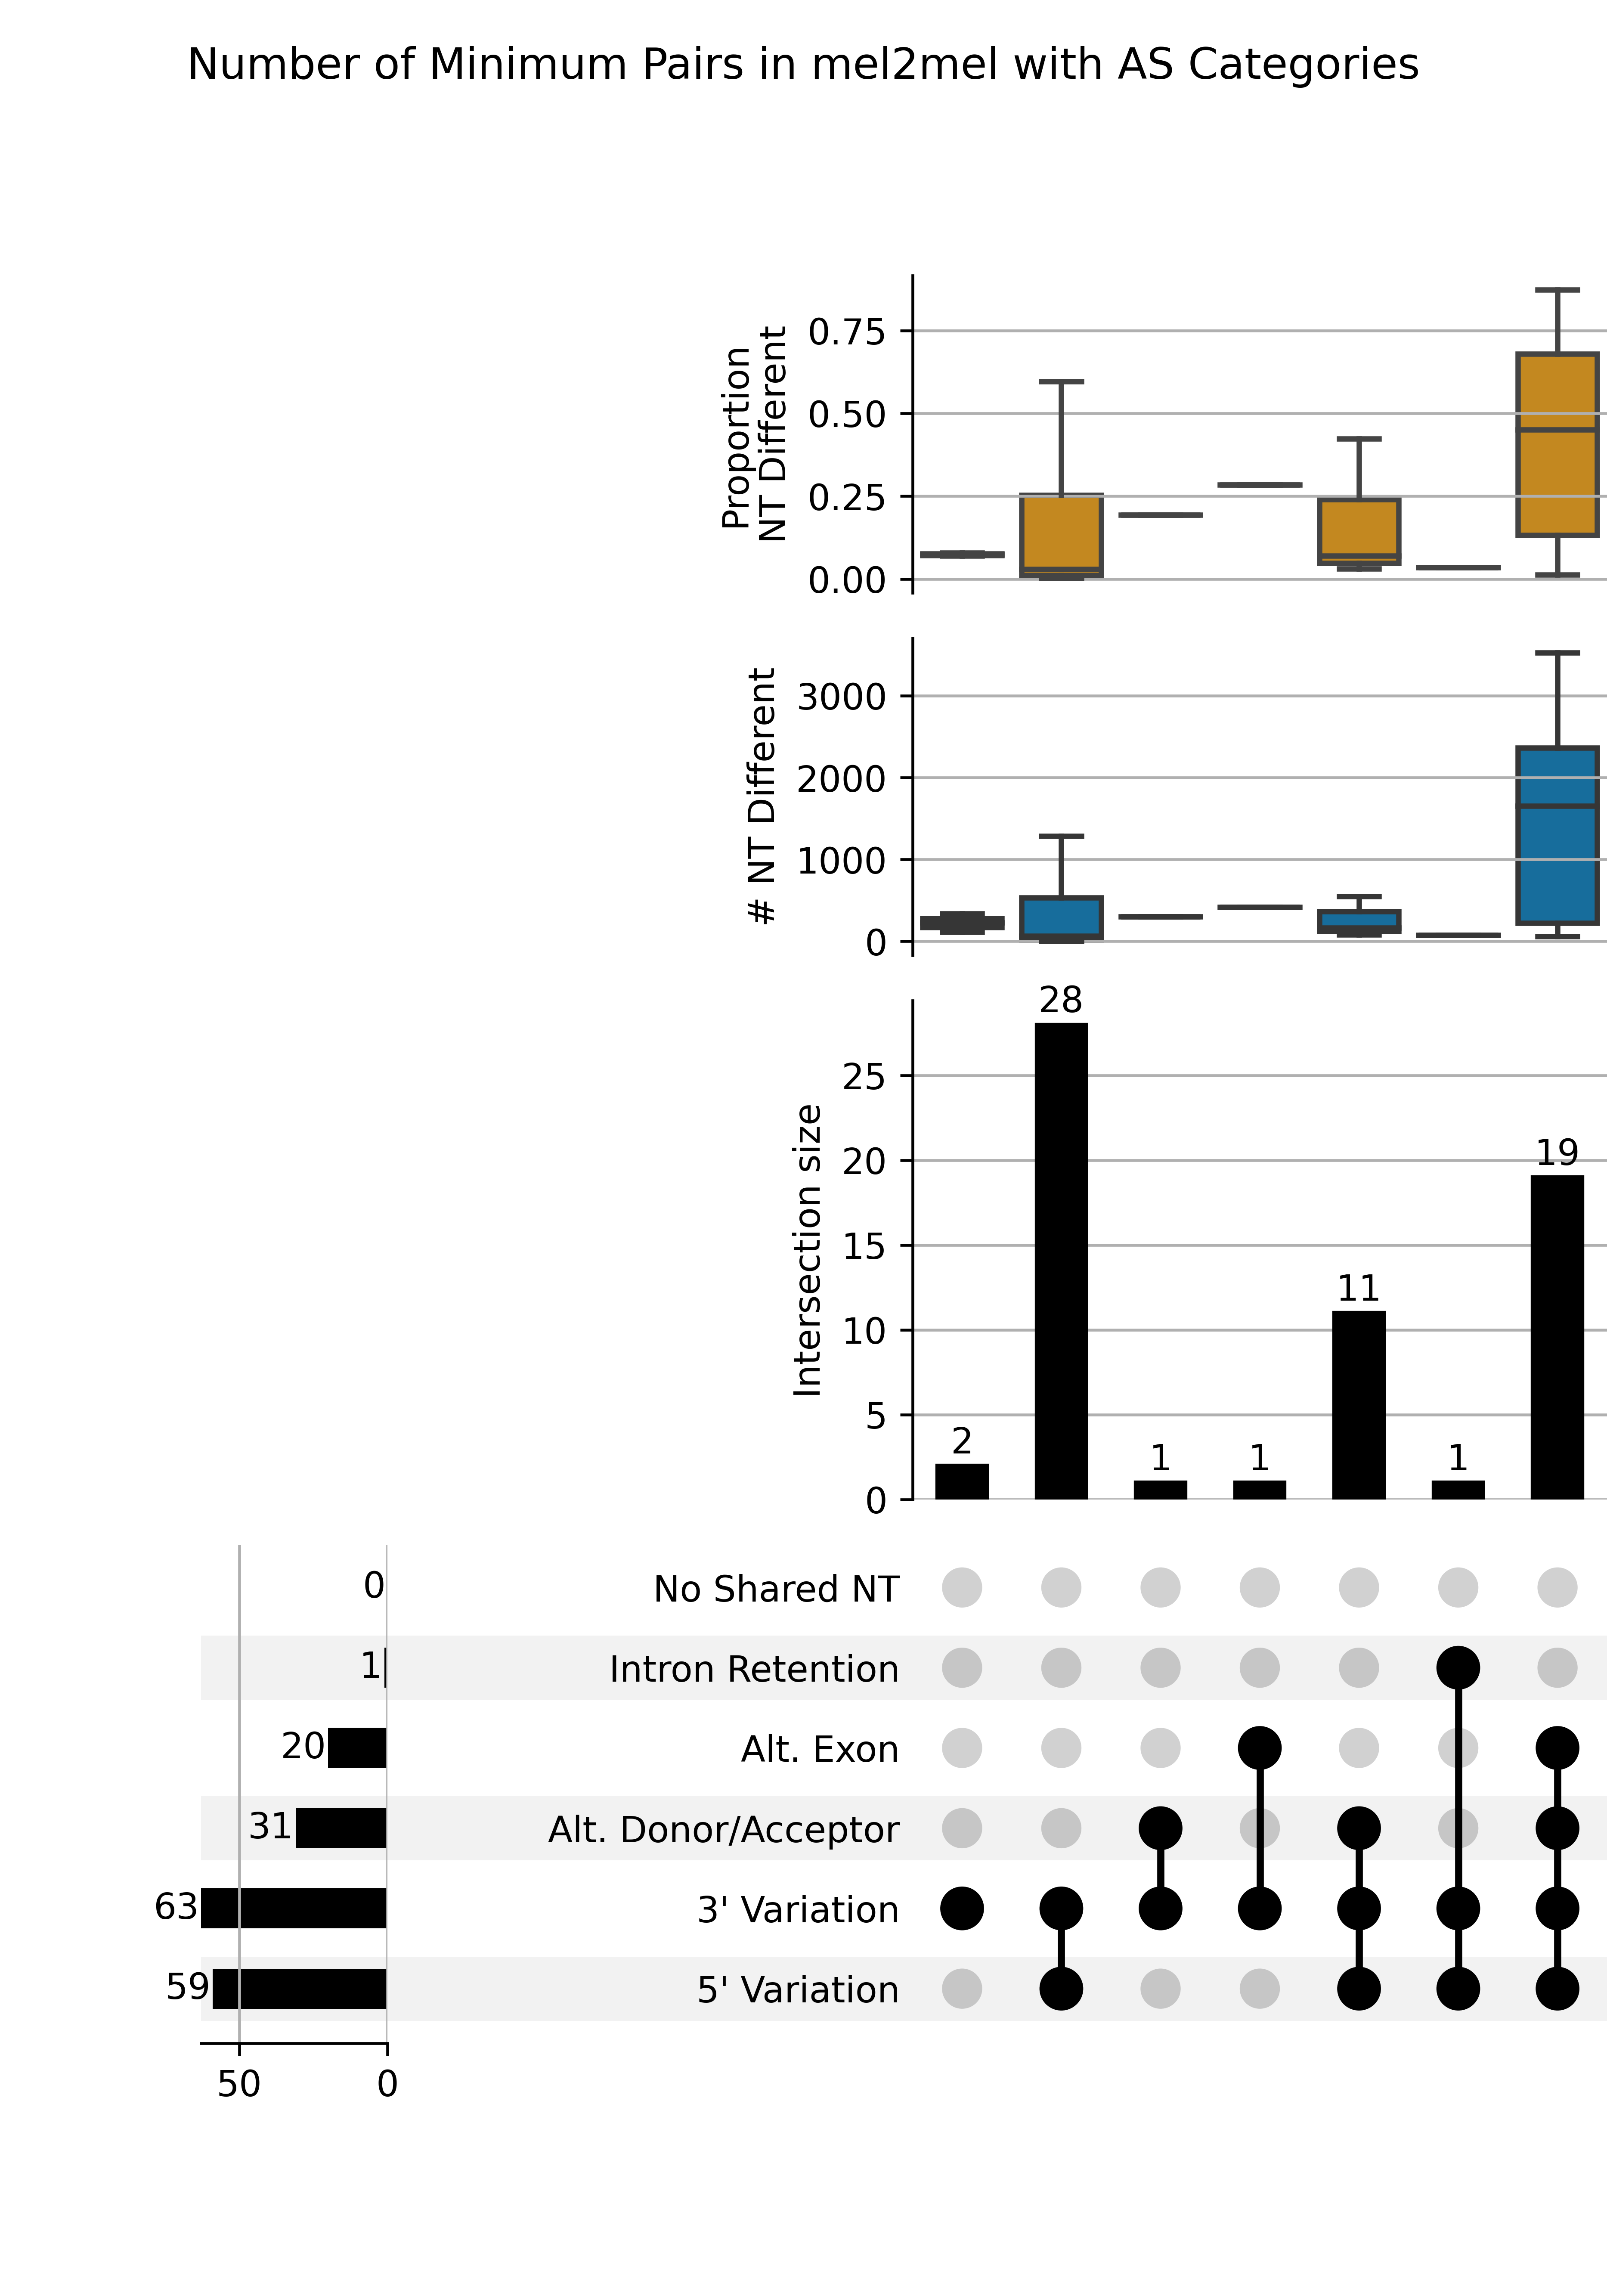 Number of Minimum Pairs in mel2mel with AS Categories
Proportion
NT Different
0.75
0.50
0.25
0.00
# NT Different
3000
2000
1000
0
Intersection size
25
20
15
10
5
0
2
28
1
1
11
1
19
0
No Shared NT
1
Intron Retention
20
Alt. Exon
31
Alt. Donor/Acceptor
63
3' Variation
59
5' Variation
50
0